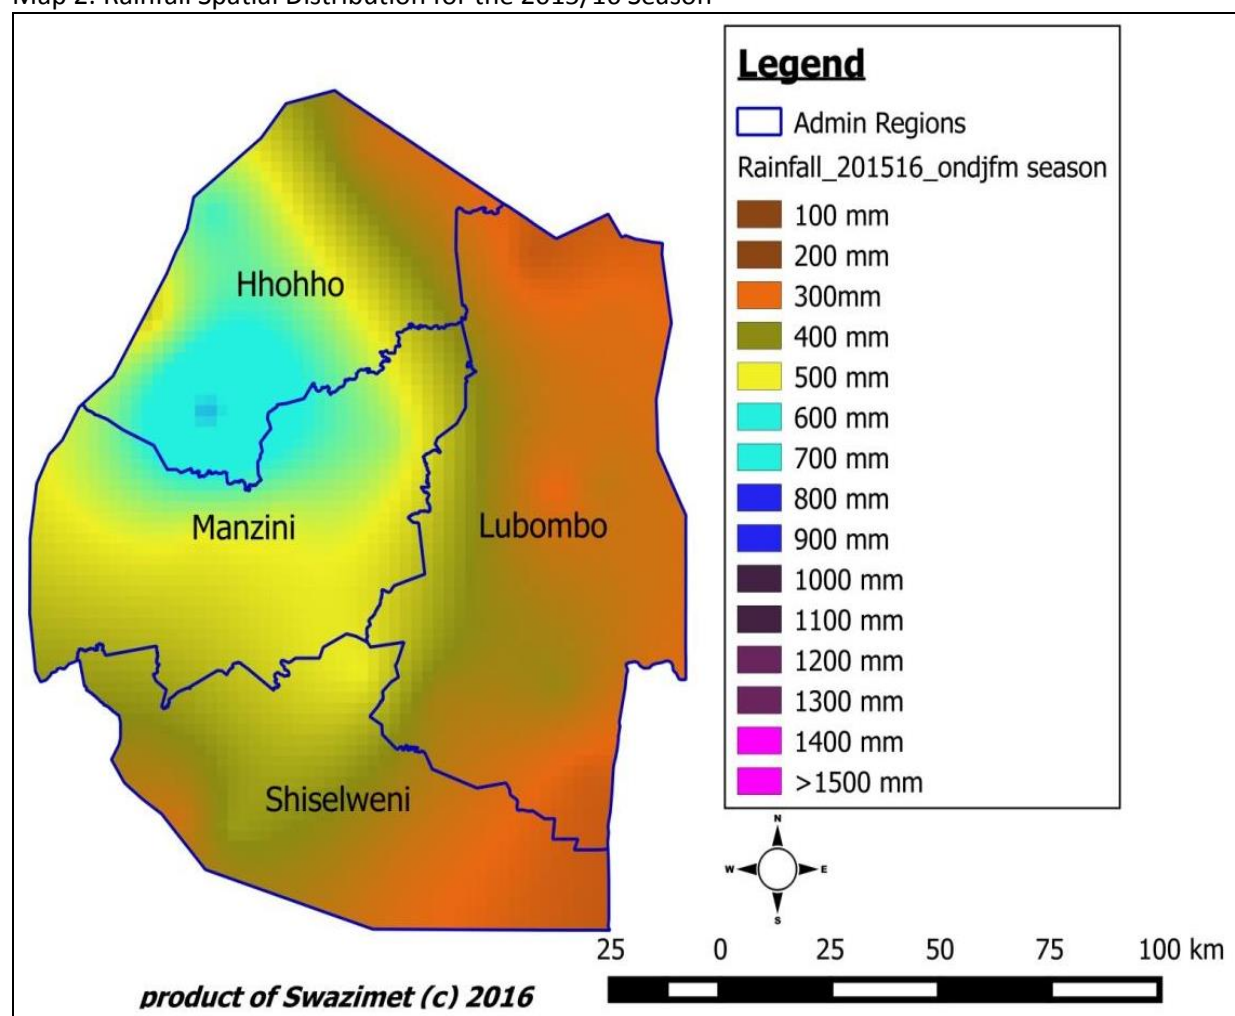 Map 2: Rainfall Spatial Distribution for the 2015/16 Season
Legend
Admin Regions
Rainfall_201516_ondjfm season
100 mm
200 mm
300mm
400 mm
500 mm
600 mm
700 mm
800 mm
900 mm
1000 mm
1100 mm
1200 mm
1300 mm
1400 mm
>1500 mm
Hhohho
Manzini
Lubombo
Shiselweni
N
W E
S
25 0 25 50 75 100 km
product of Swazimet (c) 2016